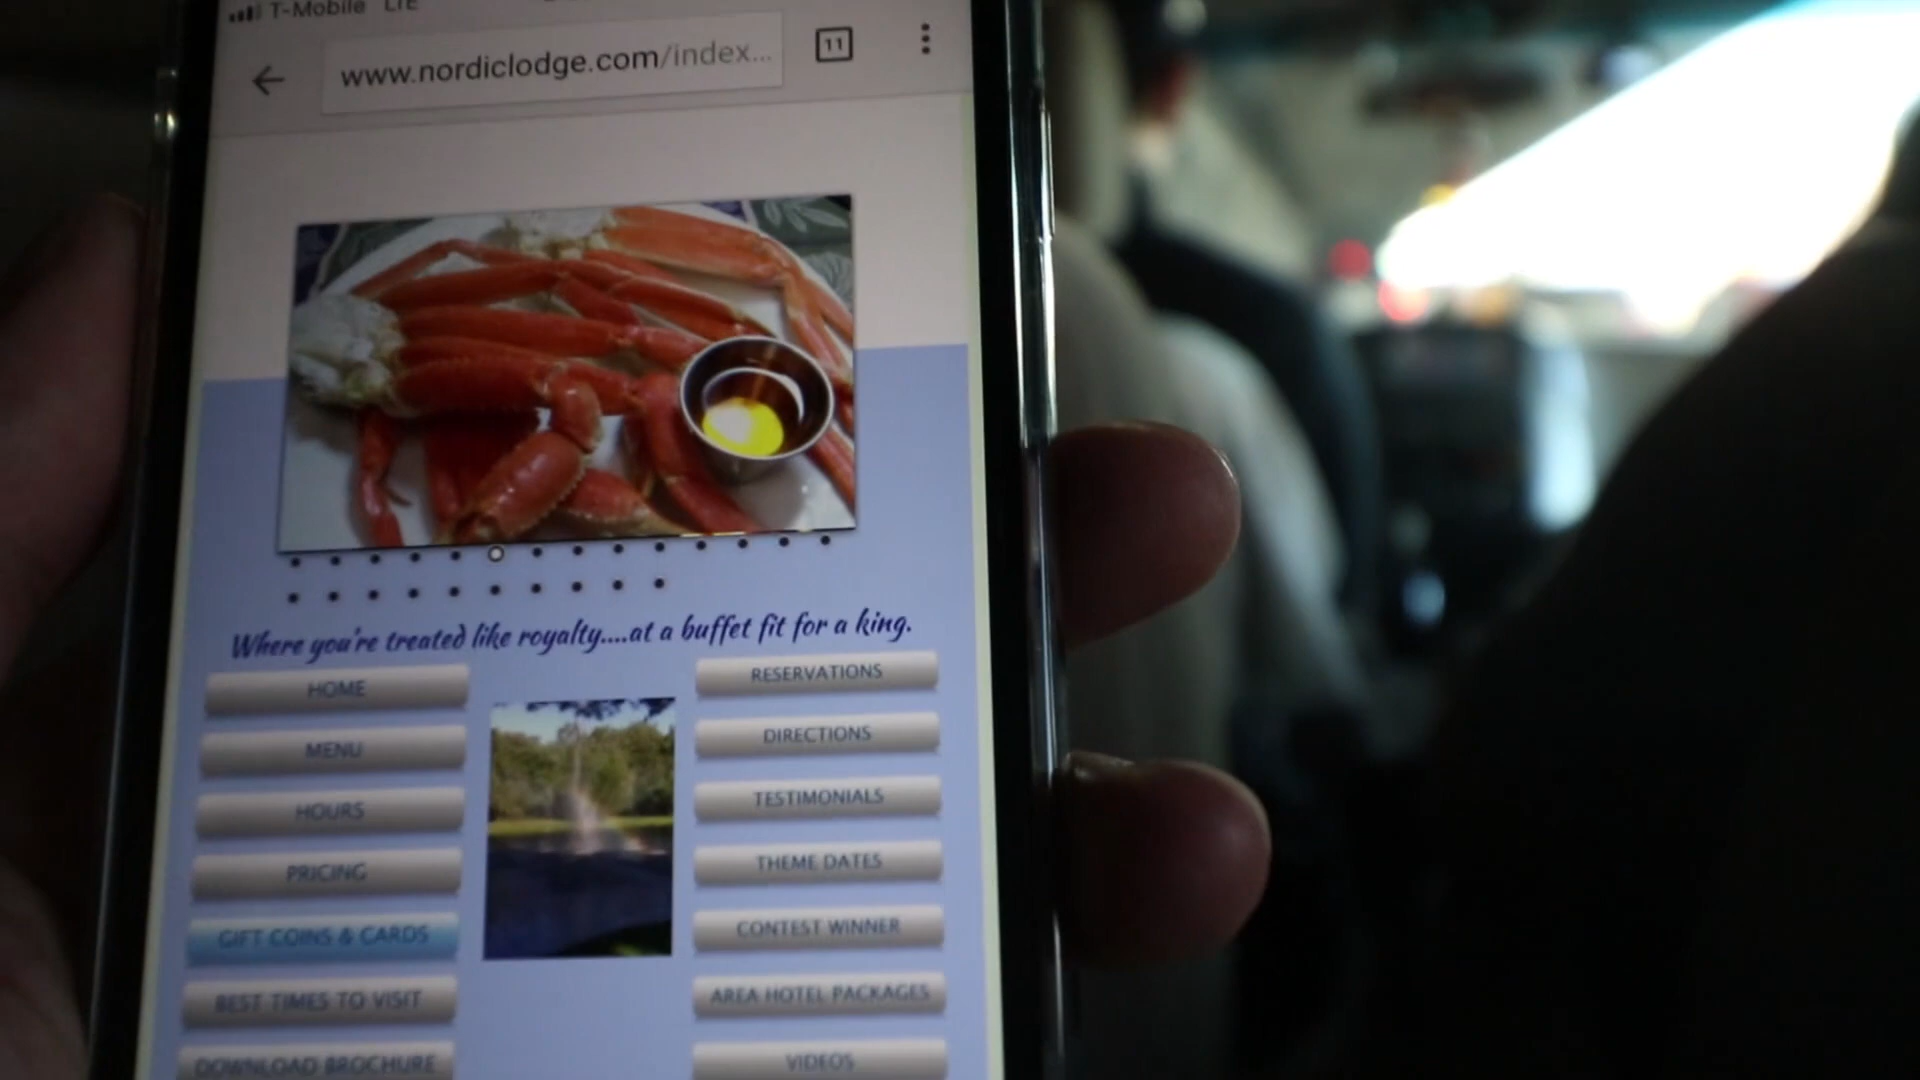 T-Mobile LTE
www.nordiclodge.com/index...
11
Where you're treated like royalty....at a buffet fit for a king.
HOME
MENU
HOURS
PRICING
GIFT COINS & CARDS
BEST TIMES TO VISIT
DOWNLOAD BROCHURE
RESERVATIONS
DIRECTIONS
TESTIMONIALS
THEME DATES
CONTEST WINNER
AREA HOTEL PACKAGES
VIDEOS